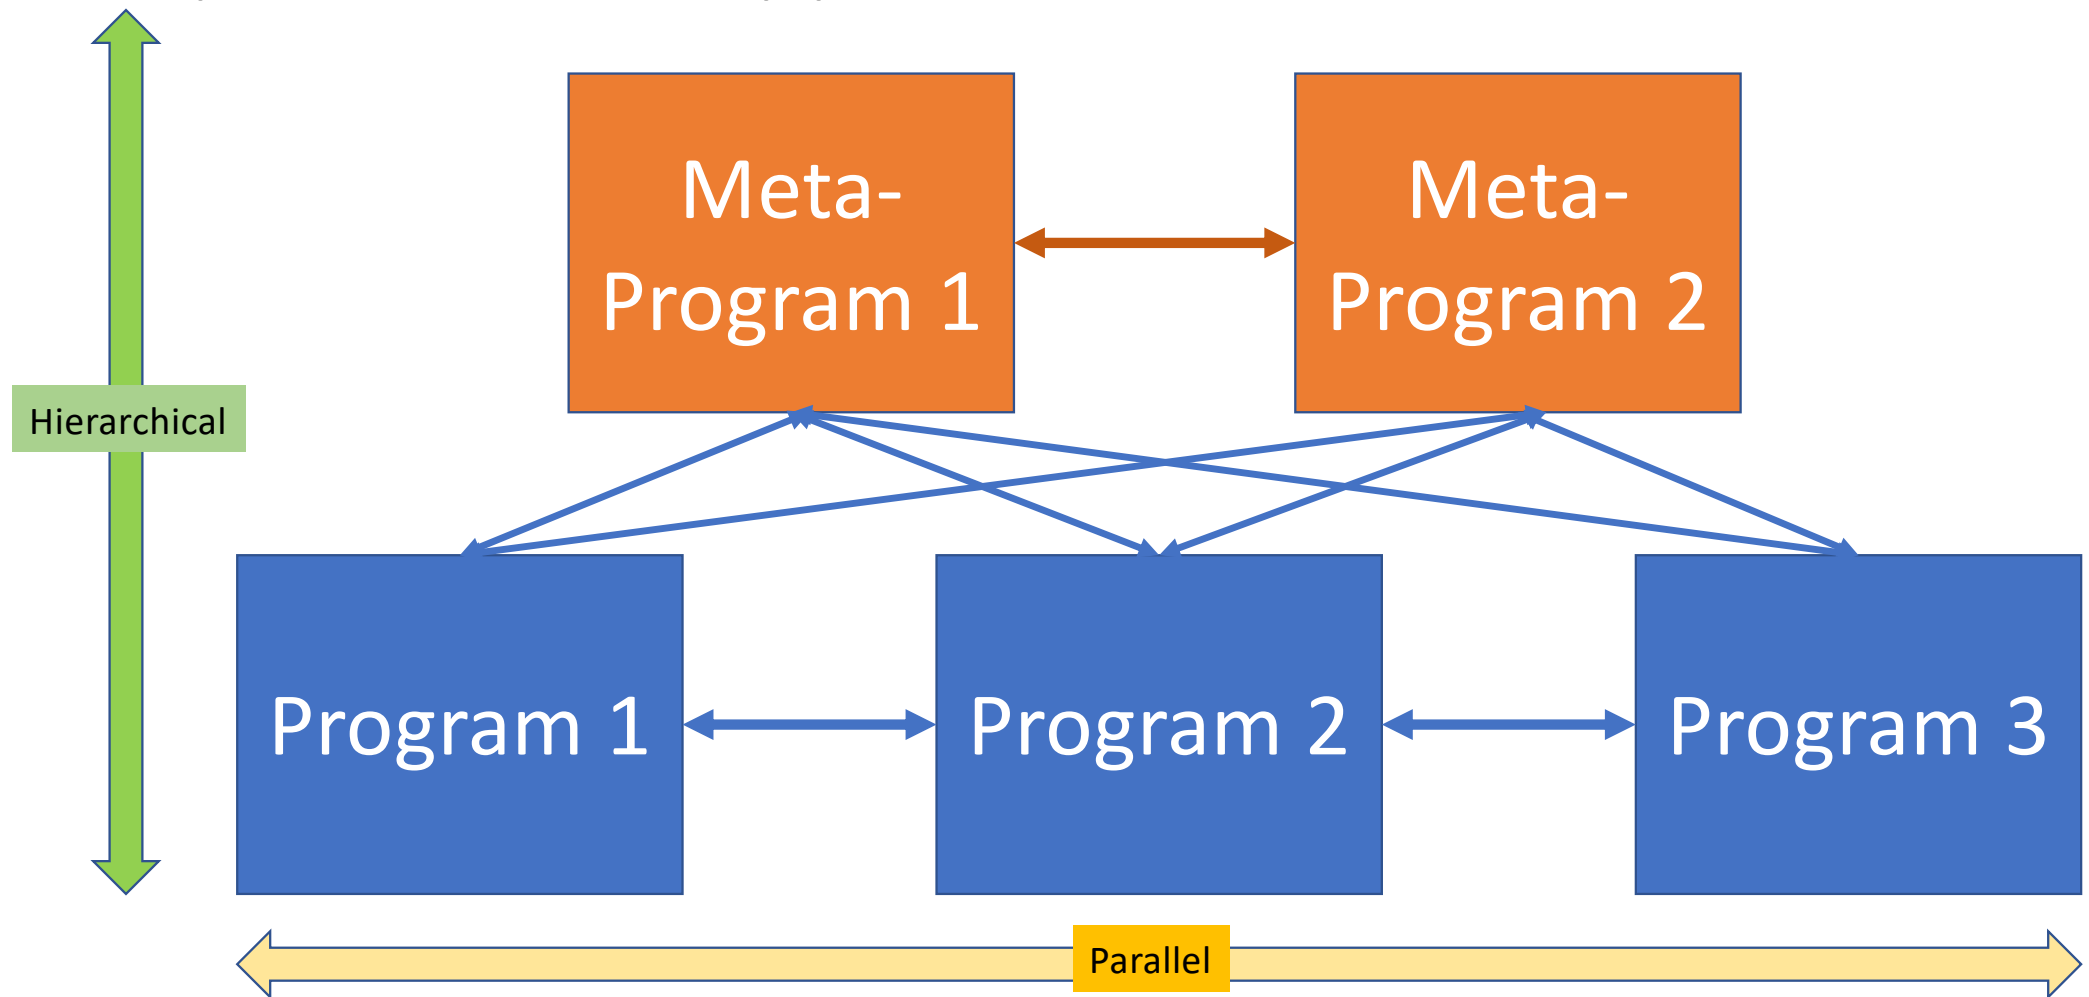 Meta-
Program 1
Meta-
Program 2
Hierarchical
Program 1
Program 2
Program 3
Parallel